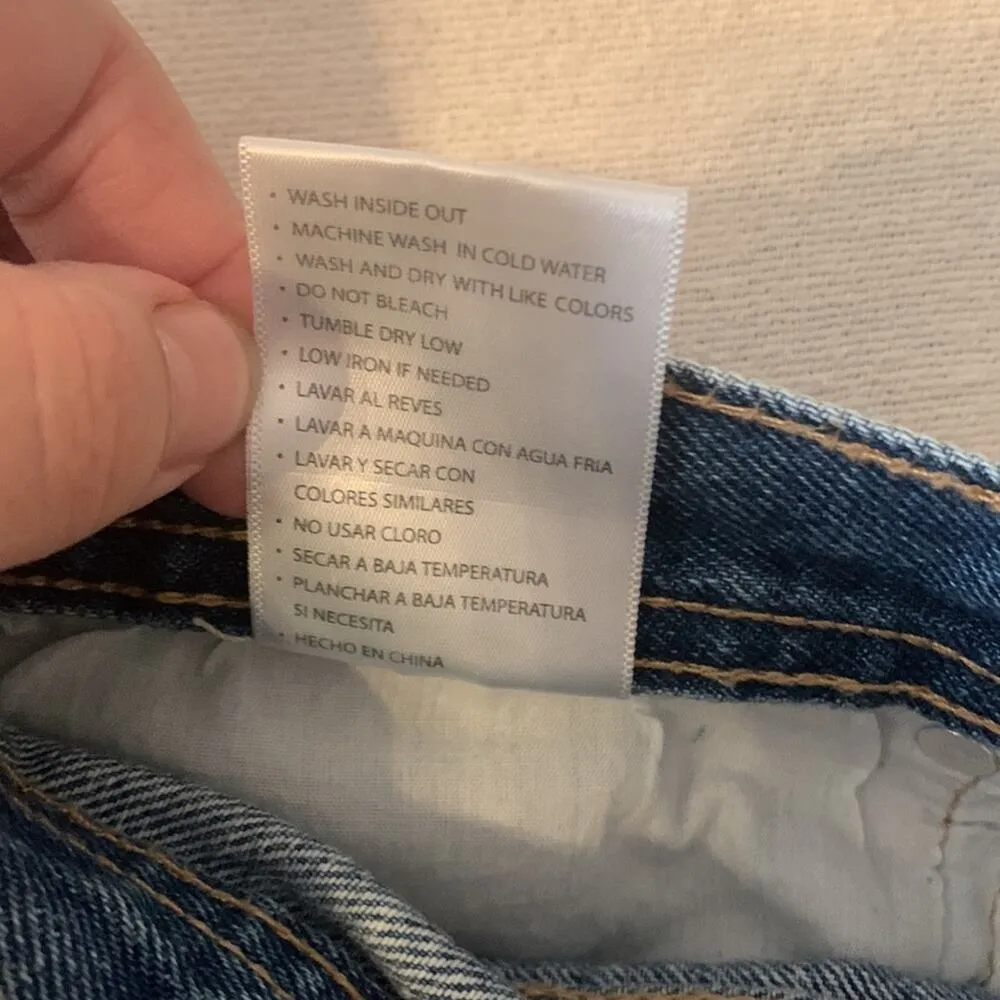 • WASH INSIDE OUT
• MACHINE WASH IN COLD WATER
• WASH AND DRY WITH LIKE COLORS
• DO NOT BLEACH
• TUMBLE DRY LOW
• LOW IRON IF NEEDED
• LAVAR AL REVES
• LAVAR A MAQUINA CON AGUA FRIA
• LAVAR Y SECAR CON
COLORES SIMILARES
• NO USAR CLORO
• SECAR A BAJA TEMPERATURA
• PLANCHAR A BAJA TEMPERATURA
SI NECESITA
• HECHO EN CHINA